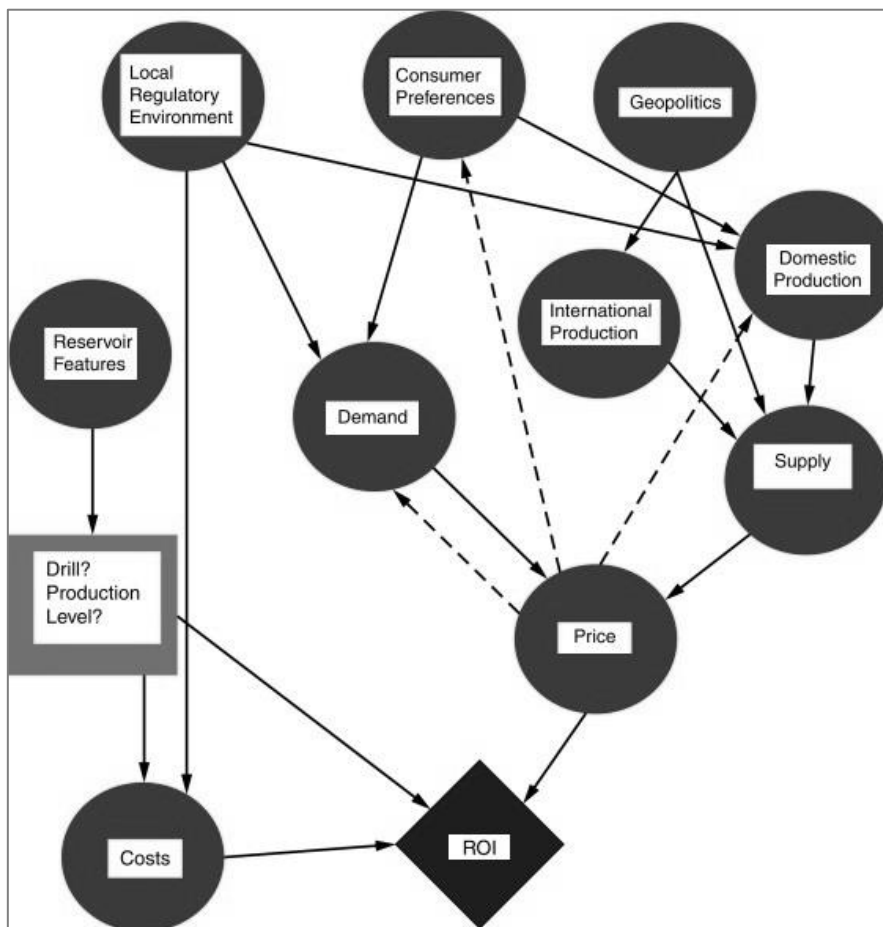 Local
Regulatory
Environment
Consumer
Preferences
Geopolitics
Domestic
Production
International
Production
Reservoir
Features
Demand
Supply
Drill?
Production
Level?
Price
Costs
ROI